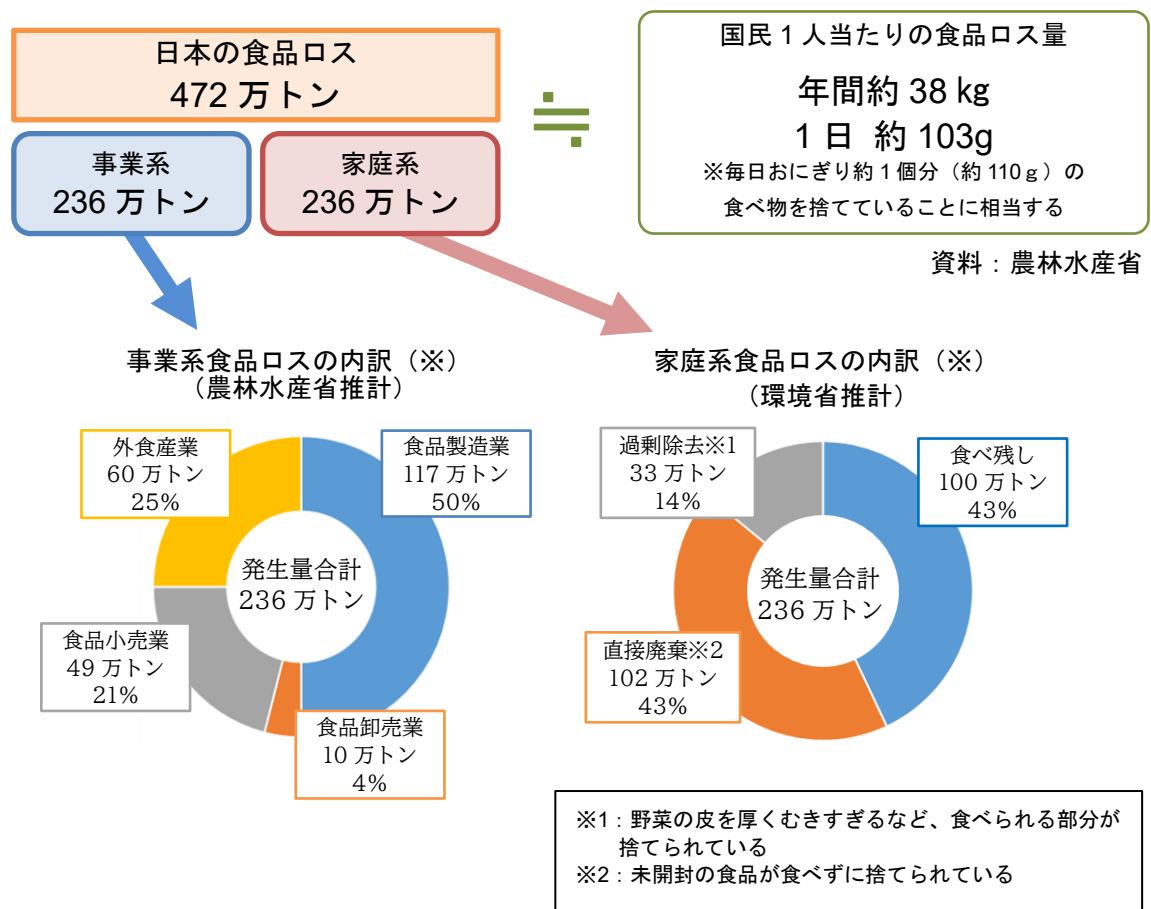 日本の食品ロス
472 万トン
事業系
236 万トン
家庭系
236 万トン
≒
国民1人当たりの食品ロス量
年間約 38 ㎏
1日 約 103g
※毎日おにぎり約1個分（約 110ｇ）の
食べ物を捨てていることに相当する
資料：農林水産省
事業系食品ロスの内訳（※）
（農林水産省推計）
外食産業
60 万トン
25%
食品製造業
117 万トン
50%
発生量合計
236 万トン
食品小売業
49 万トン
21%
食品卸売業
10 万トン
4%
家庭系食品ロスの内訳（※）
（環境省推計）
過剰除去※1
33 万トン
14%
食べ残し
100 万トン
43%
発生量合計
236 万トン
直接廃棄※2
102 万トン
43%
※1：野菜の皮を厚くむきすぎるなど、食べられる部分が
捨てられている
※2：未開封の食品が食べずに捨てられている